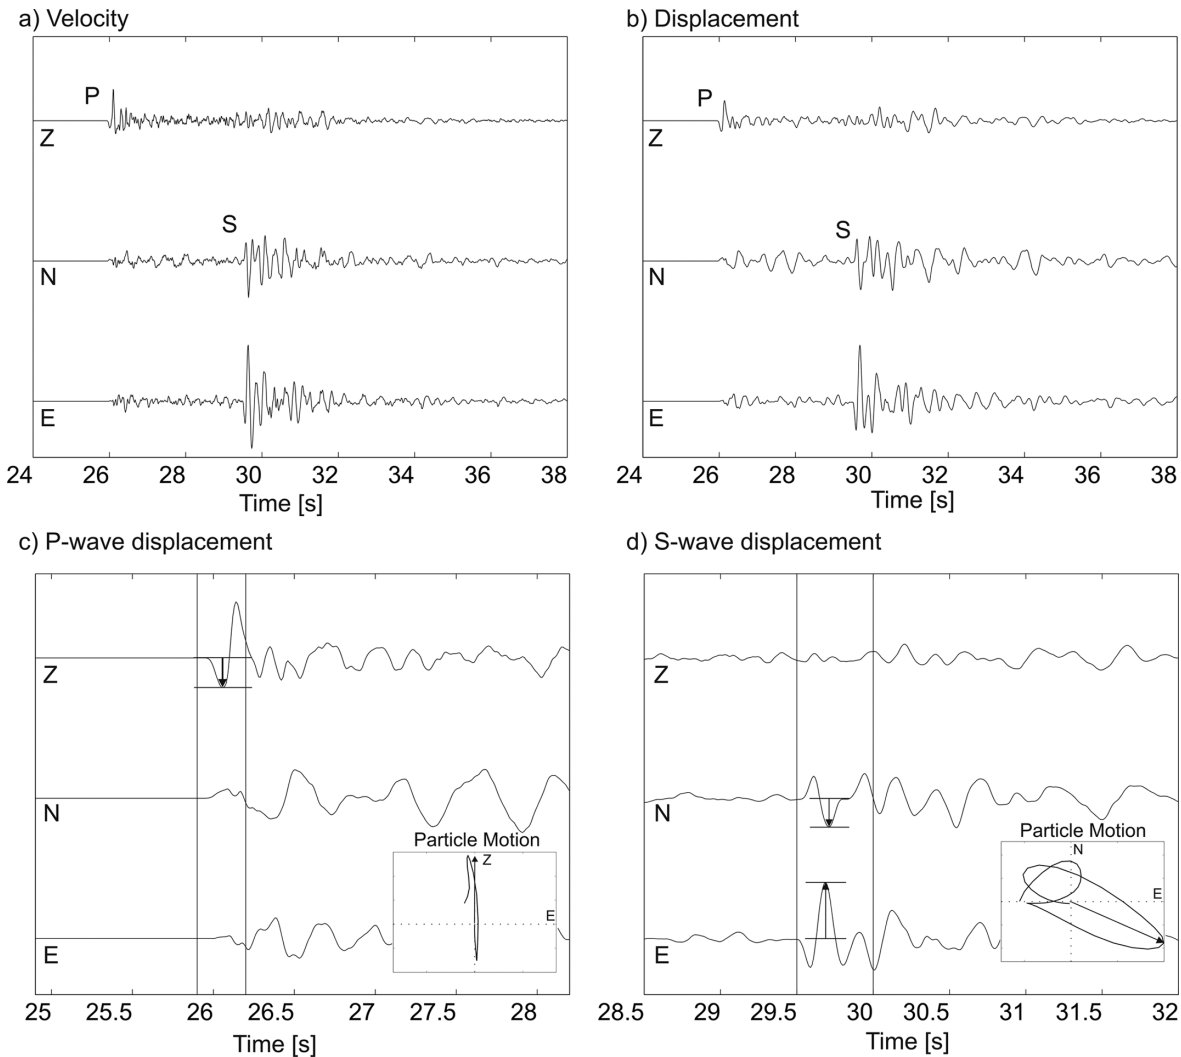 a) Velocity
b) Displacement
P
Z
S
N
E
24 26 28 30 32 34 36 38
Time [s]
P
Z
S
N
E
24 26 28 30 32 34 36 38
Time [s]
c) P-wave displacement
d) S-wave displacement
Z
N
E
Particle Motion
Z
E
25 25.5 26 26.5 27 27.5 28
Time [s]
Z
N
E
Particle Motion
N
E
28.5 29 29.5 30 30.5 31 31.5 32
Time [s]